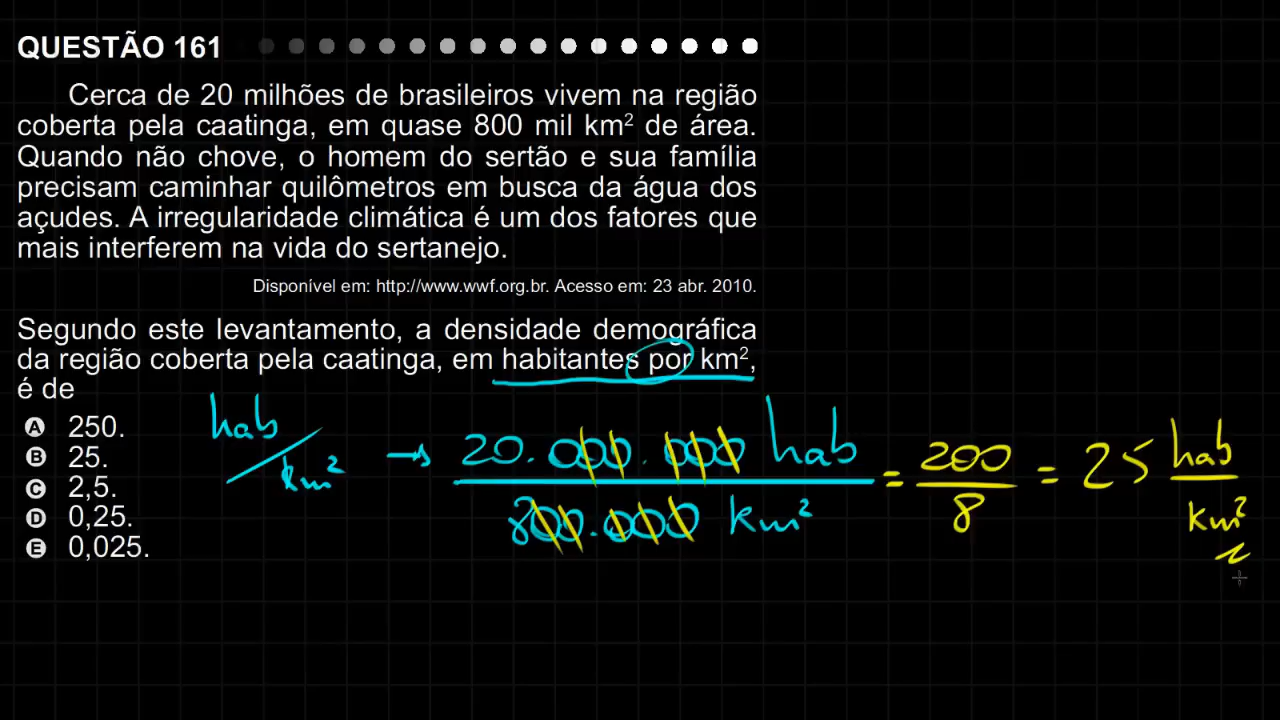 QUESTÃO 161
Cerca de 20 milhões de brasileiros vivem na região
coberta pela caatinga, em quase 800 mil km² de área.
Quando não chove, o homem do sertão e sua família
precisam caminhar quilômetros em busca da água dos
açudes. A irregularidade climática é um dos fatores que
mais interferem na vida do sertanejo.
Disponível em: http://www.wwf.org.br. Acesso em: 23 abr. 2010.
Segundo este levantamento, a densidade demográfica
da região coberta pela caatinga, em habitantes por km²,
é de
A 250.
B 25.
C 2,5.
D 0,25.
E 0,025.
hab/km² → 20.000.000 hab / 800.000 km² = 200/8 = 25 hab/km²